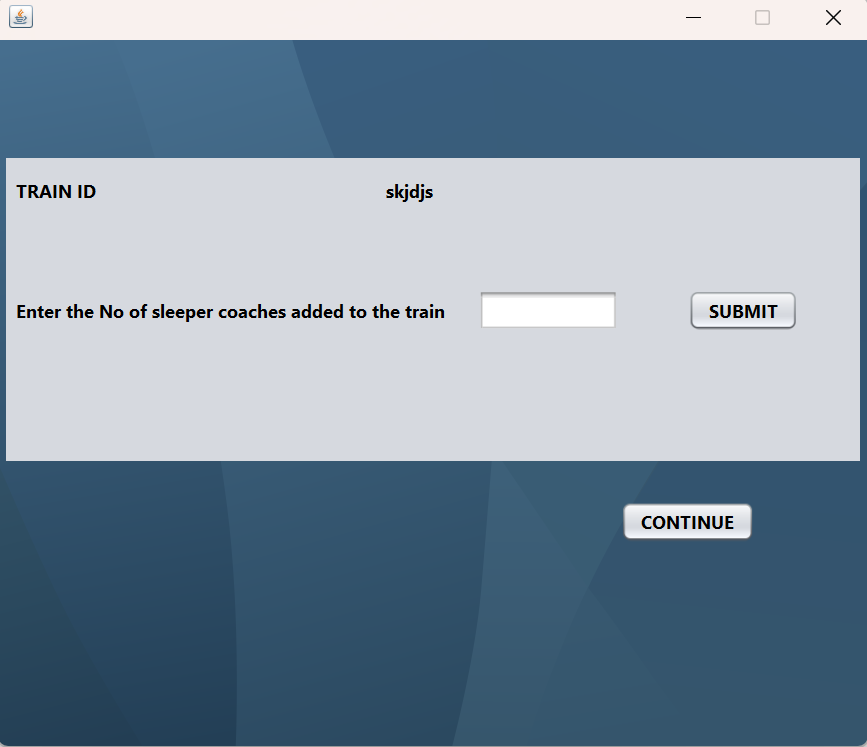 TRAIN ID skjdjs
Enter the No of sleeper coaches added to the train SUBMIT
CONTINUE